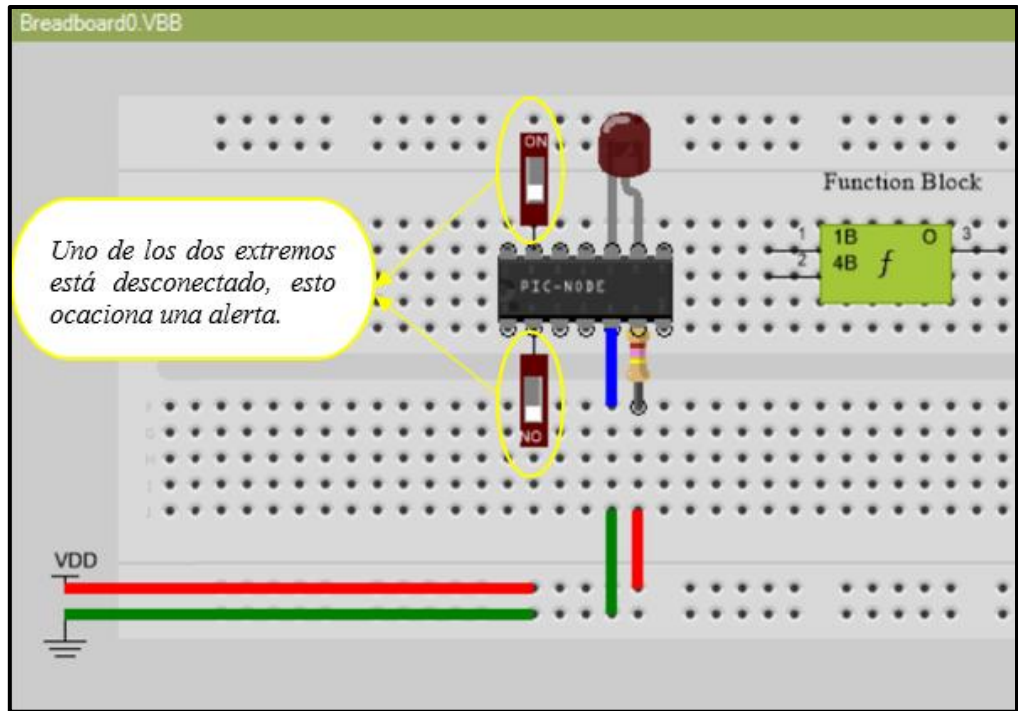 Breadboard0.VBB
ON
Function Block
1 1B O 3
2 4B f
Uno de los dos extremos
está desconectado, esto
ocaciona una alerta.
PIC-NODE
NO
VDD